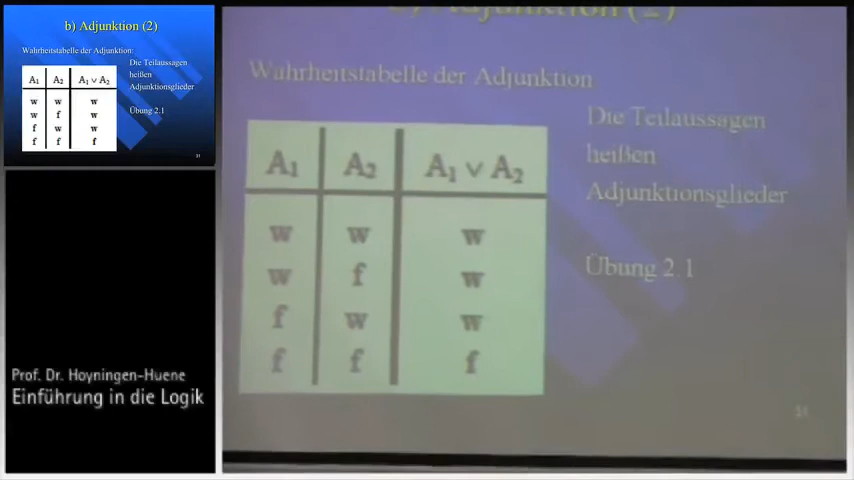 b) Adjunktion (2)
Wahrheitstabelle der Adjunktion:
Die Teilaussagen
heißen
Adjunktionsglieder
Übung 2.1
A1 A2 A1 ∨ A2
w w w
w f w
f w w
f f f
31
Prof. Dr. Hoyningen-Huene
Einführung in die Logik
b) Adjunktion (2)
Wahrheitstabelle der Adjunktion
Die Teilaussagen
heißen
Adjunktionsglieder
Übung 2.1
A1 A2 A1 ∨ A2
w w w
w f w
f w w
f f f